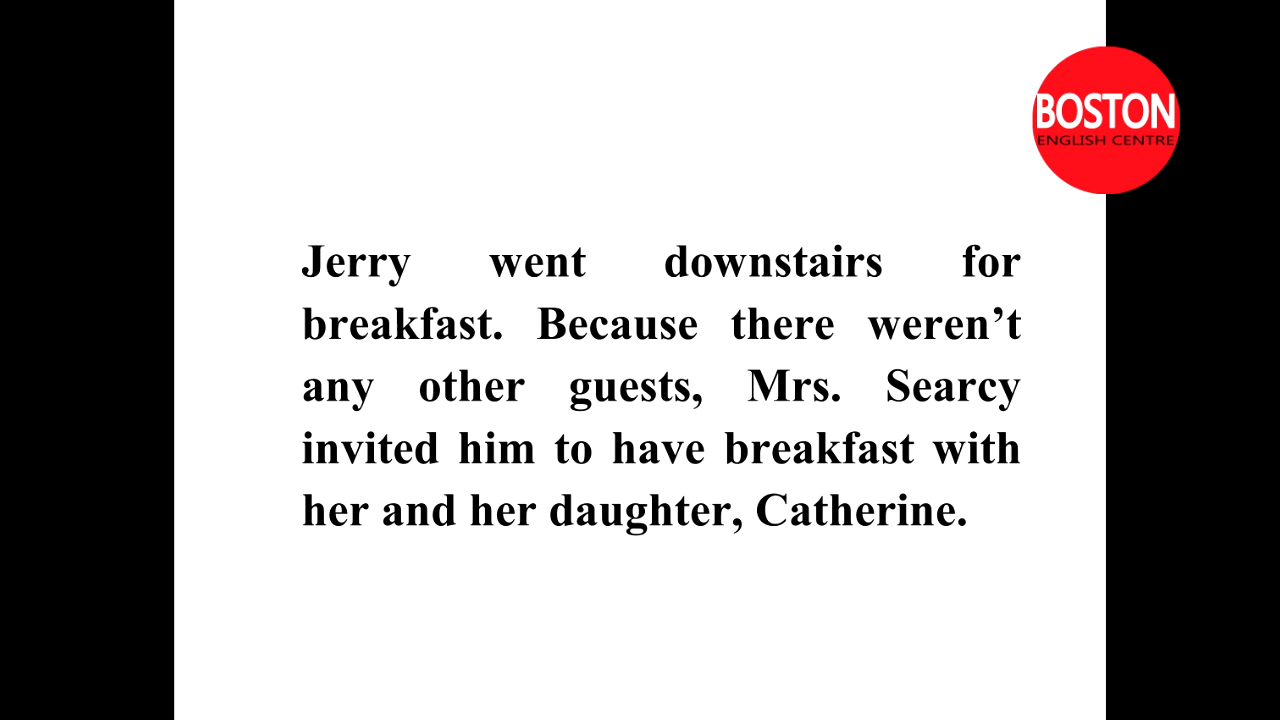 BOSTON
ENGLISH CENTRE
Jerry went downstairs for
breakfast. Because there weren’t
any other guests, Mrs. Searcy
invited him to have breakfast with
her and her daughter, Catherine.